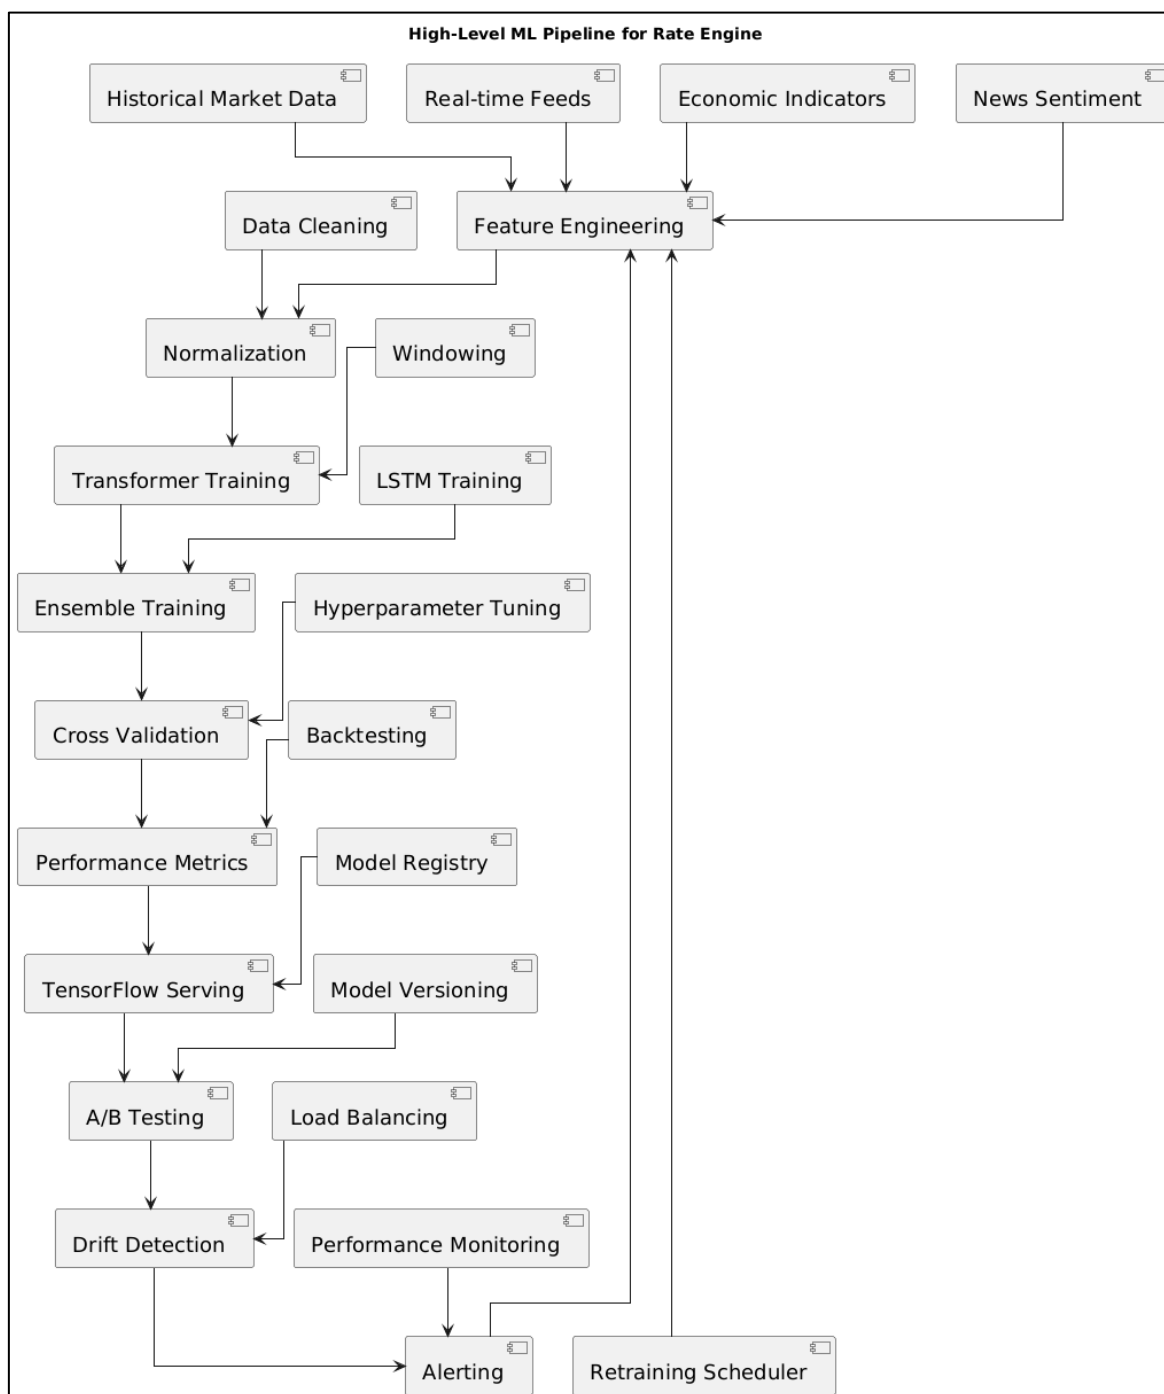 High-Level ML Pipeline for Rate Engine
Historical Market Data
Real-time Feeds
Economic Indicators
News Sentiment
Data Cleaning
Feature Engineering
Normalization
Windowing
Transformer Training
LSTM Training
Ensemble Training
Hyperparameter Tuning
Cross Validation
Backtesting
Performance Metrics
Model Registry
TensorFlow Serving
Model Versioning
A/B Testing
Load Balancing
Drift Detection
Performance Monitoring
Alerting
Retraining Scheduler